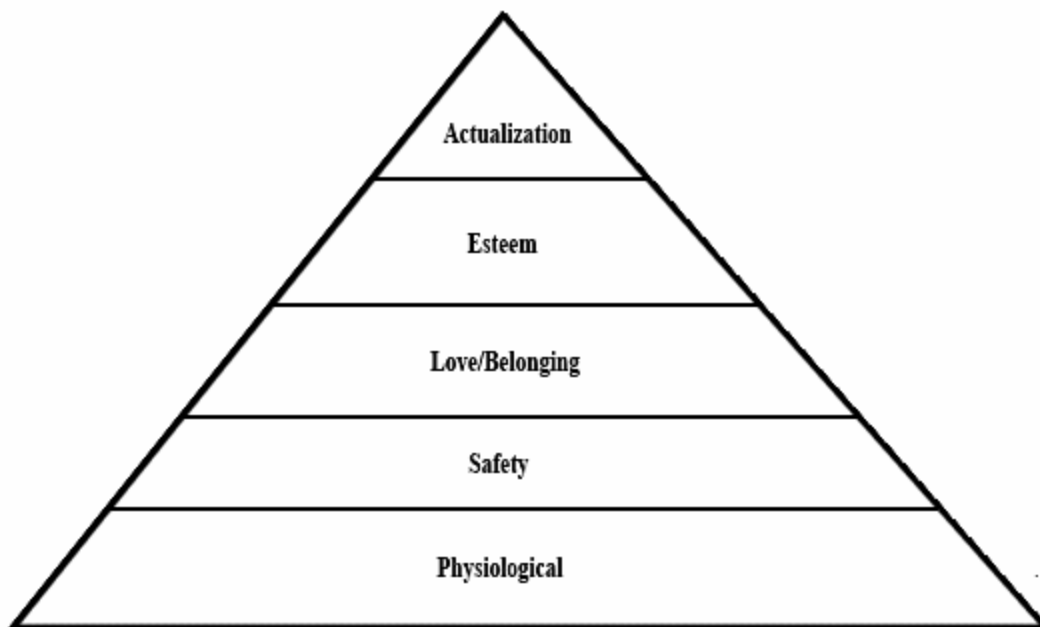 Actualization
Esteem
Love/Belonging
Safety
Physiological